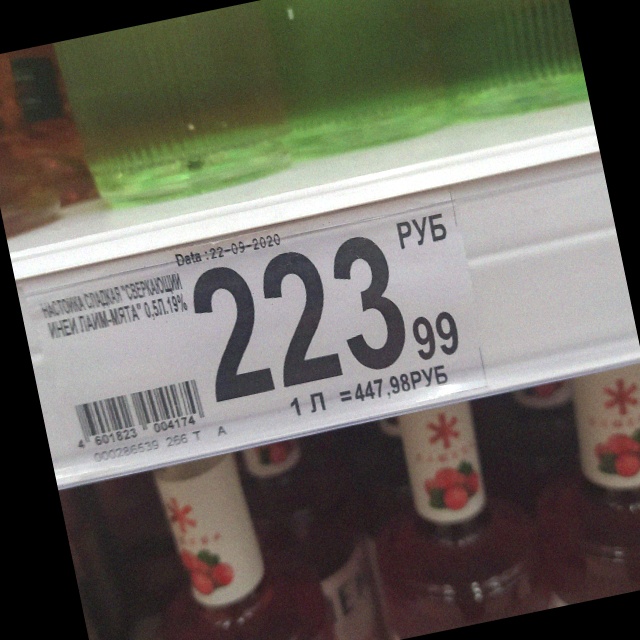 Data :22-09-2020
НАСТОЙКА СЛАДКАЯ "СВЕРКАЮЩИЙ
ИНЕЙ ЛАЙМ-МЯТА" 0,5Л.19%
223 99 РУБ
1 Л =447,98РУБ
4 601823 004174
000286539 266 T A